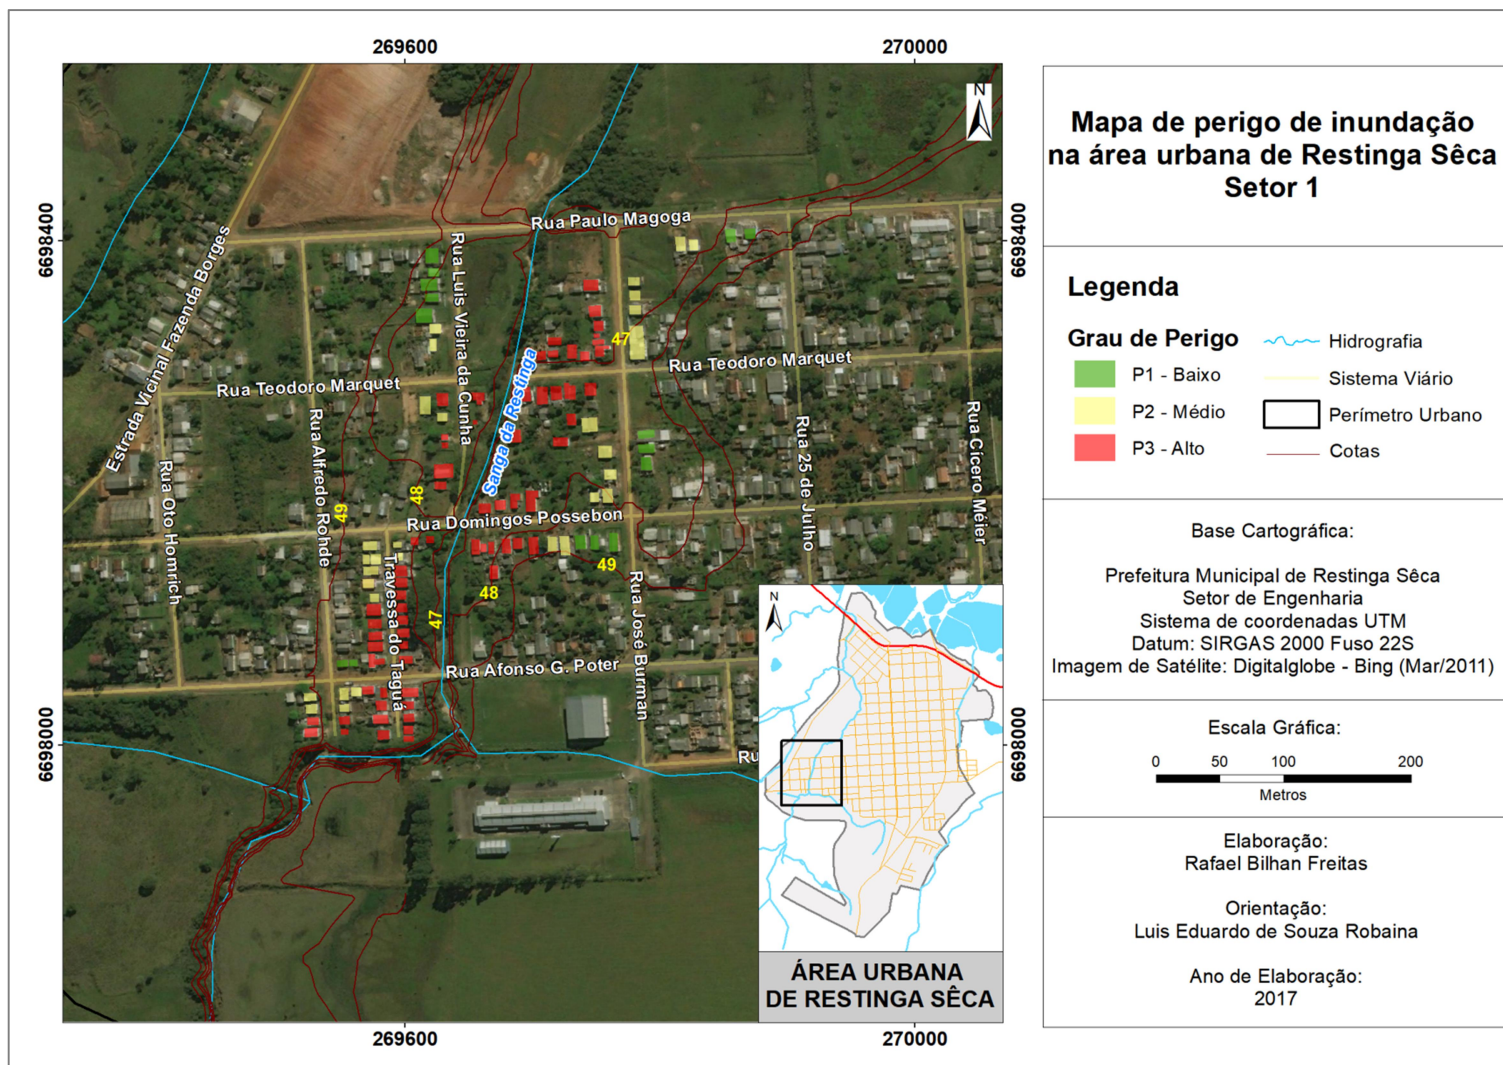 269600
270000
6698400
6698400
6698000
6698000
269600
270000
N
Rua Paulo Magoga
Estrada Vicinal Fazenda Borges
Rua Luis Vieira da Cunha
47
Rua Teodoro Marquet
Rua Teodoro Marquet
Sanga da Restinga
Rua Oto Homrich
Rua Alfredo Rohde
49
48
Rua Domingos Possebon
Rua 25 de Julho
Rua Cícero Méier
Travessa do Taguá
47
48
49
Rua José Burman
Rua Afonso G. Poter
Ru
N
ÁREA URBANA
DE RESTINGA SÊCA
Mapa de perigo de inundação
na área urbana de Restinga Sêca
Setor 1
Legenda
Grau de Perigo
P1 - Baixo
P2 - Médio
P3 - Alto
Hidrografia
Sistema Viário
Perímetro Urbano
Cotas
Base Cartográfica:
Prefeitura Municipal de Restinga Sêca
Setor de Engenharia
Sistema de coordenadas UTM
Datum: SIRGAS 2000 Fuso 22S
Imagem de Satélite: Digitalglobe - Bing (Mar/2011)
Escala Gráfica:
0 50 100 200
Metros
Elaboração:
Rafael Bilhan Freitas
Orientação:
Luis Eduardo de Souza Robaina
Ano de Elaboração:
2017